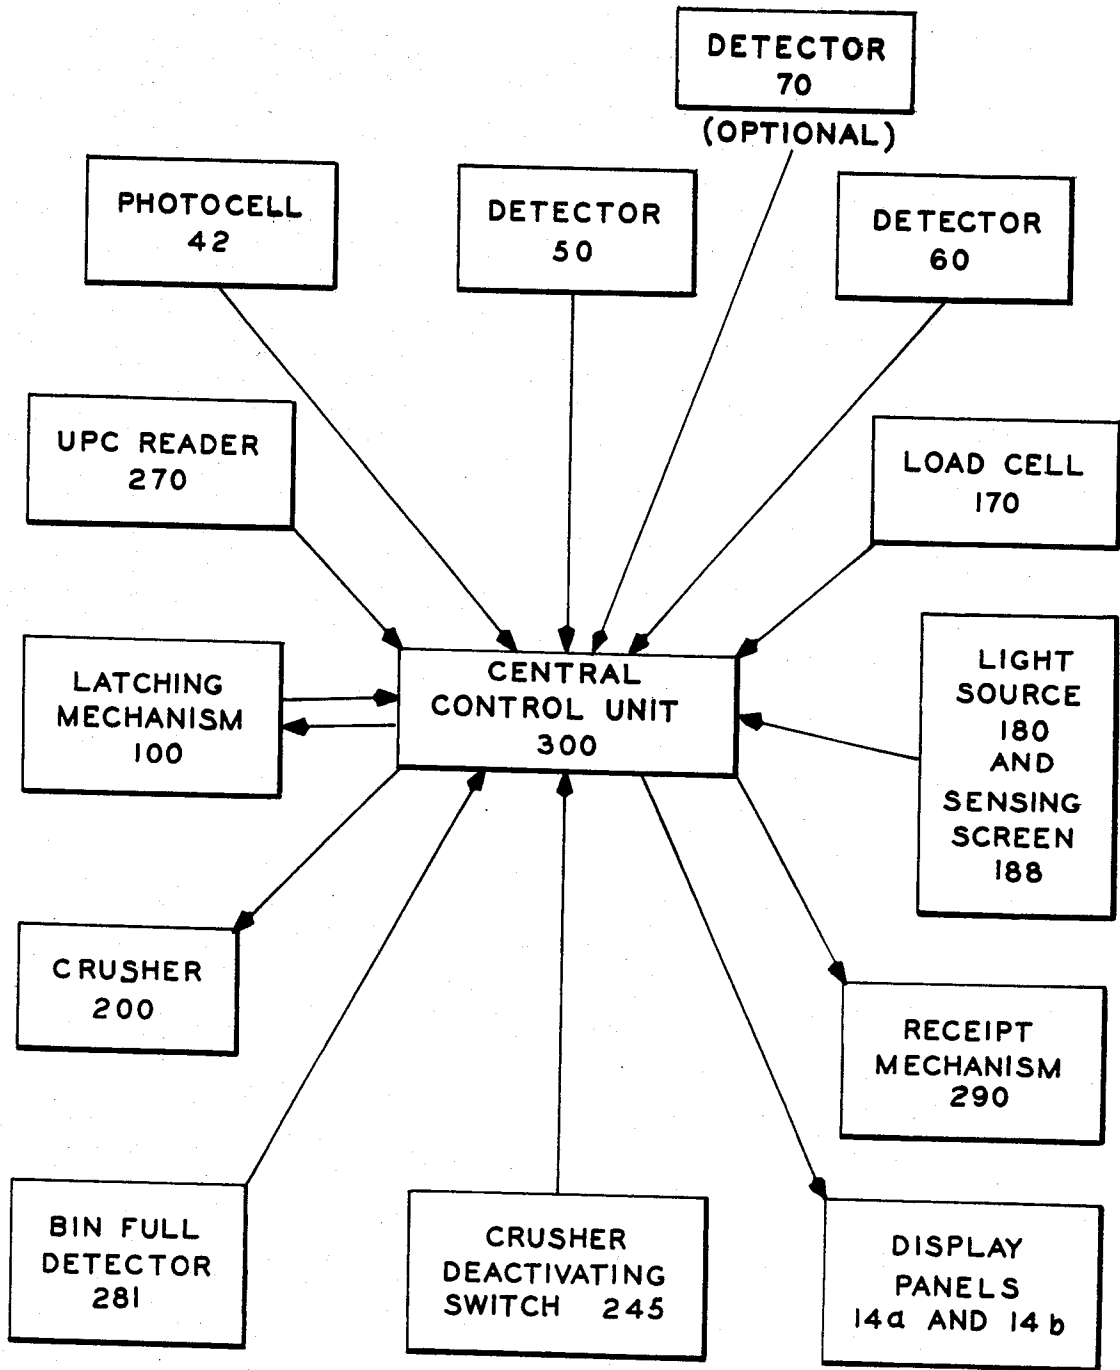 DETECTOR
70
(OPTIONAL)
PHOTOCELL
42
DETECTOR
50
DETECTOR
60
UPC READER
270
LOAD CELL
170
LATCHING
MECHANISM
100
CENTRAL
CONTROL UNIT
300
LIGHT
SOURCE
180
AND
SENSING
SCREEN
188
CRUSHER
200
RECEIPT
MECHANISM
290
BIN FULL
DETECTOR
281
CRUSHER
DEACTIVATING
SWITCH 245
DISPLAY
PANELS
14a AND 14b